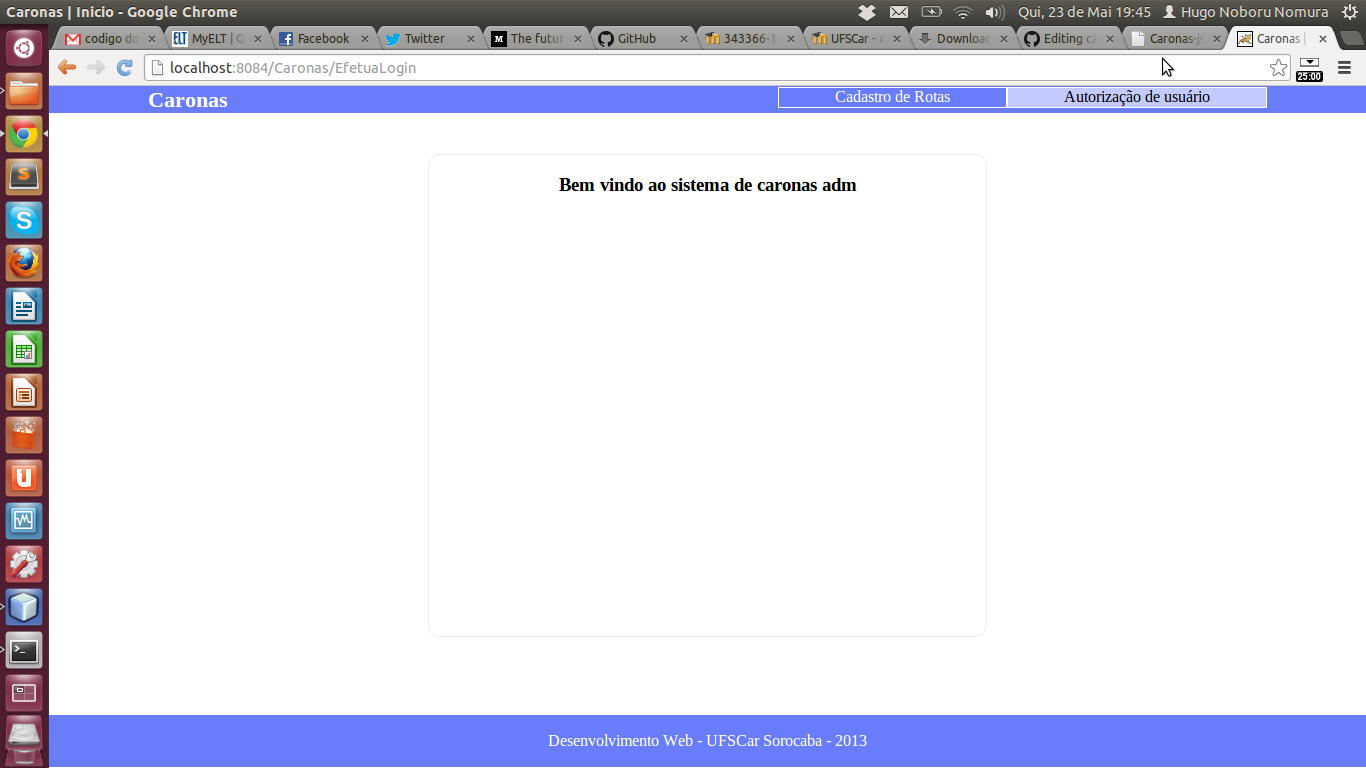 Caronas | Inicio - Google Chrome
Qui, 23 de Mai 19:45 Hugo Noboru Nomura
codigo do
MyELT | O
Facebook
Twitter
The futur
GitHub
343366-1
UFSCar - A
Downloac
Editing ca
Caronas-js
Caronas |
localhost:8084/Caronas/EfetuaLogin
25:00
Caronas
Cadastro de Rotas
Autorização de usuário
Bem vindo ao sistema de caronas adm
Desenvolvimento Web - UFSCar Sorocaba - 2013